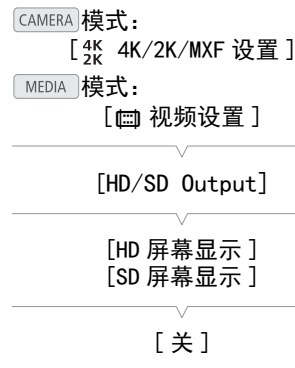 CAMERA 模式：
[4K 2K 4K/2K/MXF 设置 ]
MEDIA 模式：
[ 视频设置 ]
[HD/SD Output]
[HD 屏幕显示 ]
[SD 屏幕显示 ]
[ 关 ]